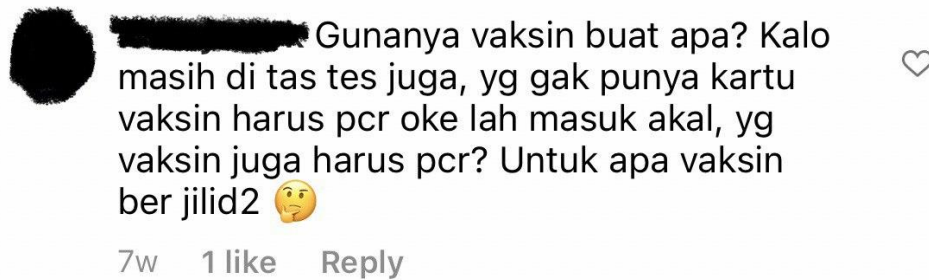 Gunanya vaksin buat apa? Kalo
masih di tas tes juga, yg gak punya kartu
vaksin harus pcr oke lah masuk akal, yg
vaksin juga harus pcr? Untuk apa vaksin
ber jilid2 🤔
7w 1 like Reply